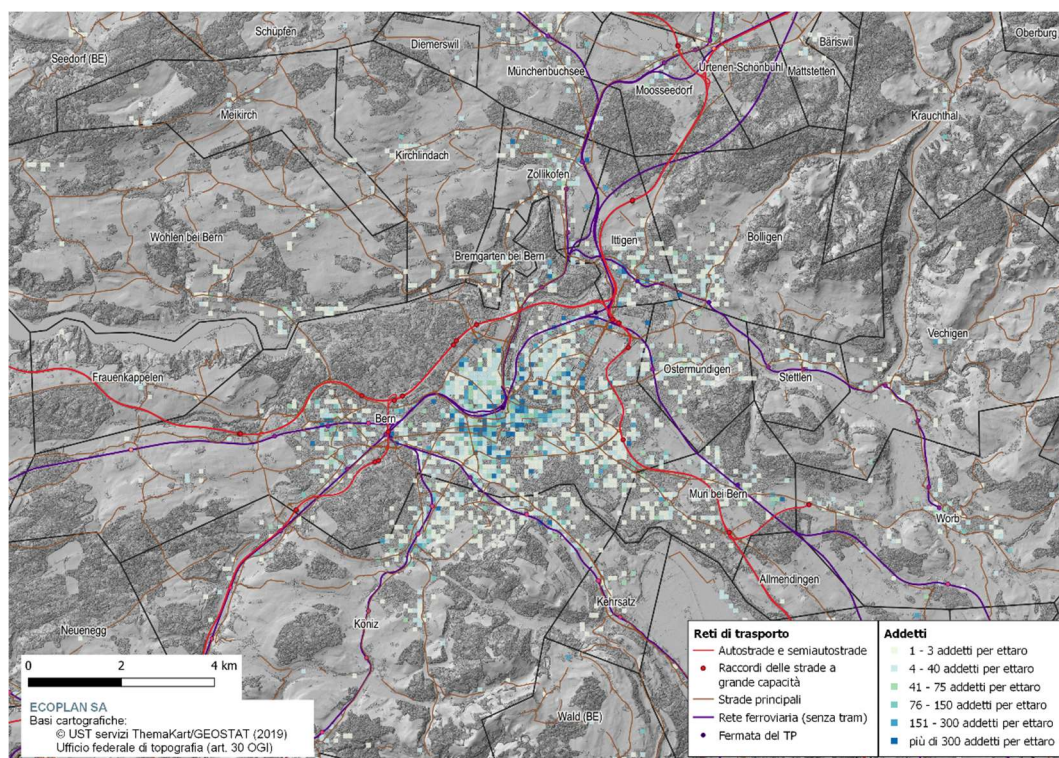 Seedorf (BE)
Schüpfen
Diemerswil
Münchenbuchsee
Moosseedorf
Urtenen-Schönbühl
Bäriswil
Mattstetten
Oberburg
Meikirch
Kirchlindach
Krauchthal
Zollikofen
Wohlen bei Bern
Bremgarten bei Bern
Ittigen
Bolligen
Vechigen
Frauenkappelen
Ostermundigen
Stettlen
Bern
Muri bei Bern
Worb
Allmendingen
Neuenegg
Köniz
Kehrsatz
Wald (BE)
0 2 4 km
ECOPLAN SA
Basi cartografiche:
© UST servizi ThemaKart/GEOSTAT (2019)
Ufficio federale di topografia (art. 30 OGI)
Reti di trasporto
Autostrade e semiautostrade
Raccordi delle strade a
grande capacità
Strade principali
Rete ferroviaria (senza tram)
Fermata del TP
Addetti
1 - 3 addetti per ettaro
4 - 40 addetti per ettaro
41 - 75 addetti per ettaro
76 - 150 addetti per ettaro
151 - 300 addetti per ettaro
più di 300 addetti per ettaro